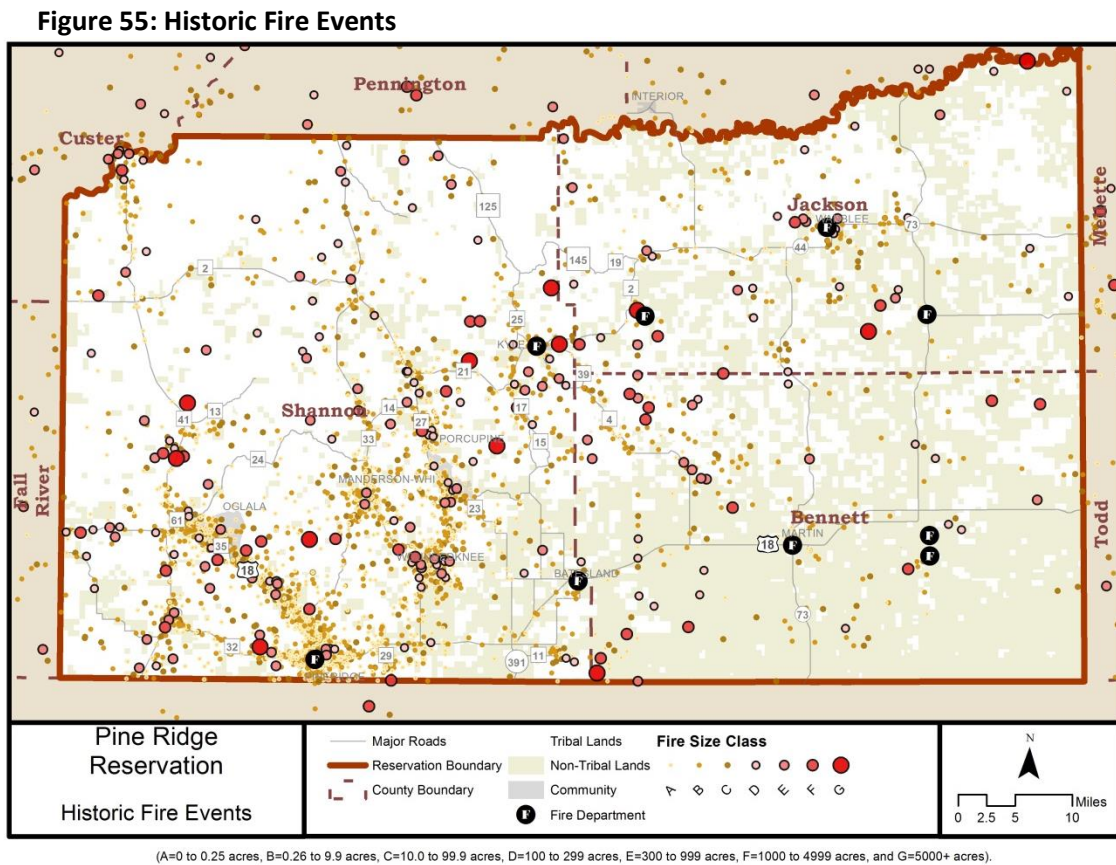 Figure 55: Historic Fire Events
Pennington
INTERIOR
Custer
Jackson
WANBLEE
Mellette
125
73
44
145
19
2
2
25
KYLE
21
39
41
13
Shannon
14
17
4
33
27
15
PORCUPINE
24
MANDERSON-WHI
Fall River
OGLALA
23
61
Bennett
MARTIN
Todd
35
18
18
BATESLAND
73
32
29
391
11
Pine Ridge
Reservation
Historic Fire Events
Major Roads
Reservation Boundary
County Boundary
Tribal Lands
Non-Tribal Lands
Community
F Fire Department
Fire Size Class
A B C D E F G
N
Miles
0 2.5 5 10
(A=0 to 0.25 acres, B=0.26 to 9.9 acres, C=10.0 to 99.9 acres, D=100 to 299 acres, E=300 to 999 acres, F=1000 to 4999 acres, and G=5000+ acres).